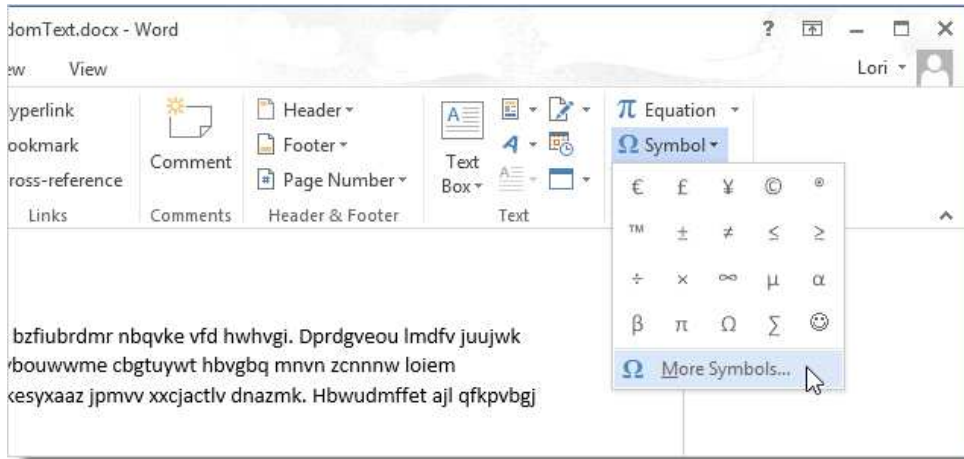 domText.docx - Word ?
ew View Lori
yperlink
ookmark
ross-reference
Links
Comment
Comments
Header
Footer
Page Number
Header & Footer
A
Text
Box
A
A
Text
π Equation
Ω Symbol
€ £ ¥ © ®
™ ± ≠ ≤ ≥
÷ × ∞ µ α
β π Ω ∑ ☺
Ω More Symbols...
bzfiubrdmr nbqvke vfd hwhvgi. Dprdgveou lmdfv juujwk
ybouwwme cbgtuywt hbvgbq mnvn zcnnnw loiem
kesyxaaz jpmvv xxcjactlv dnazmk. Hbwudmffet ajl qfkpvbgj